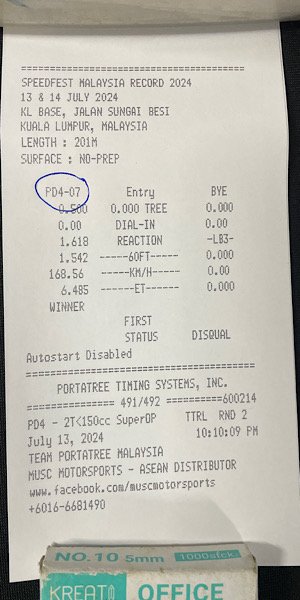 =====================================
SPEEDFEST MALAYSIA RECORD 2024
13 & 14 JULY 2024
KL BASE, JALAN SUNGAI BESI
KUALA LUMPUR, MALAYSIA
LENGTH : 201M
SURFACE : NO-PREP
PD4-07 Entry BYE
0.500 0.000 TREE 0.000
0.00 DIAL-IN 0.00
1.618 REACTION -LB3-
1.542 ------60FT----- 0.000
168.56 ------KM/H------ 0.00
6.485 ------ET------- 0.000
WINNER
FIRST
STATUS DISQUAL
Autostart Disabled
=====================================
PORTATREE TIMING SYSTEMS, INC.
============== 491/492 ==========600214
PD4 - 2T<150cc SuperOP TTRL RND 2
July 13, 2024 10:10:09 PM
TEAM PORTATREE MALAYSIA
MUSC MOTORSPORTS - ASEAN DISTRIBUTOR
www.facebook.com/muscmotorsports
+6016-6681490
NO.10 5mm 1000stck
KREATO OFFICE